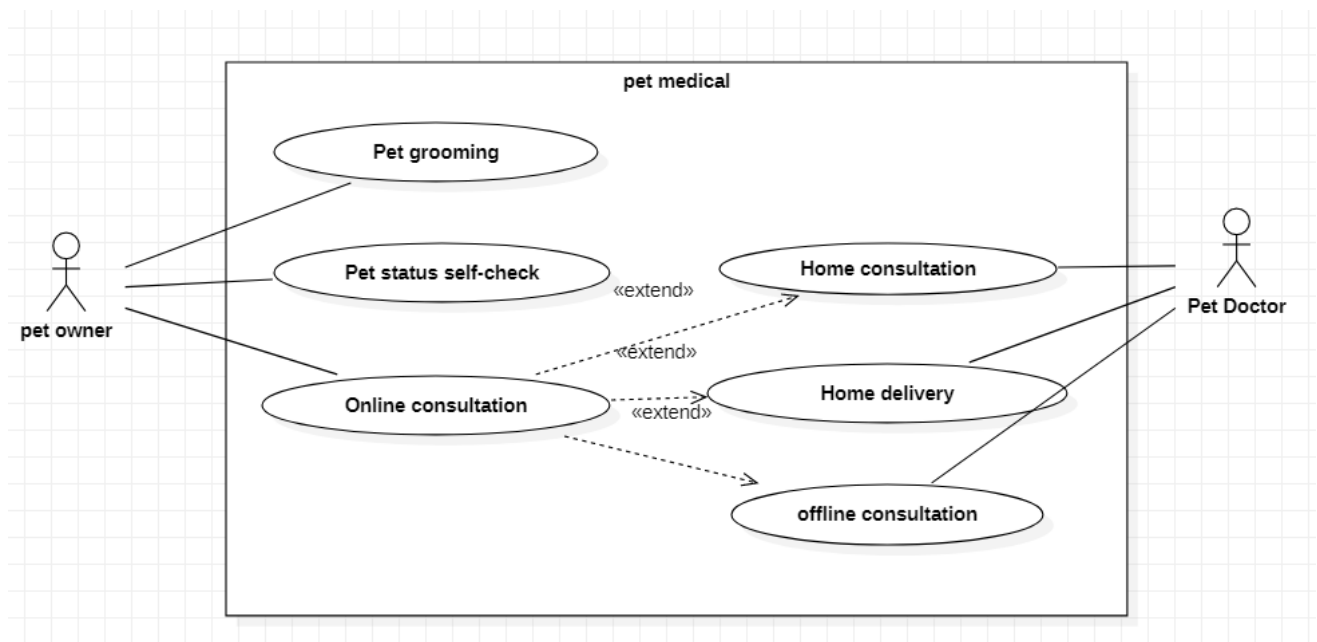 pet medical
Pet grooming
Pet status self-check
Home consultation
«extend»
pet owner
Pet Doctor
«extend»
Online consultation
Home delivery
«extend»
offline consultation